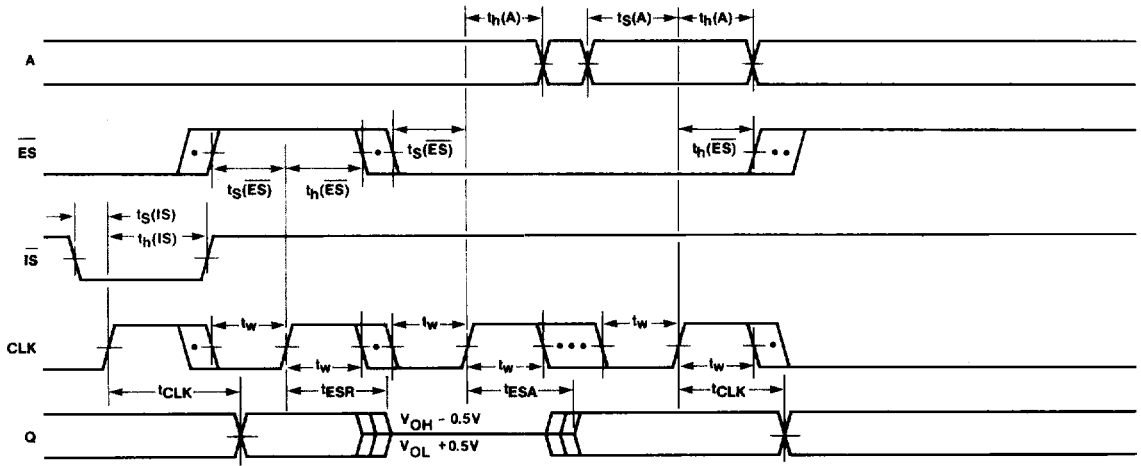 th(A) tS(A) th(A)
A
ES
tS(ES) th(ES)
tS(ES) th(ES)
tS(IS)
th(IS)
IS
tW tW tW
CLK
tW tW tW
tCLK tESR tESA tCLK
VOH – 0.5V
Q
VOL + 0.5V